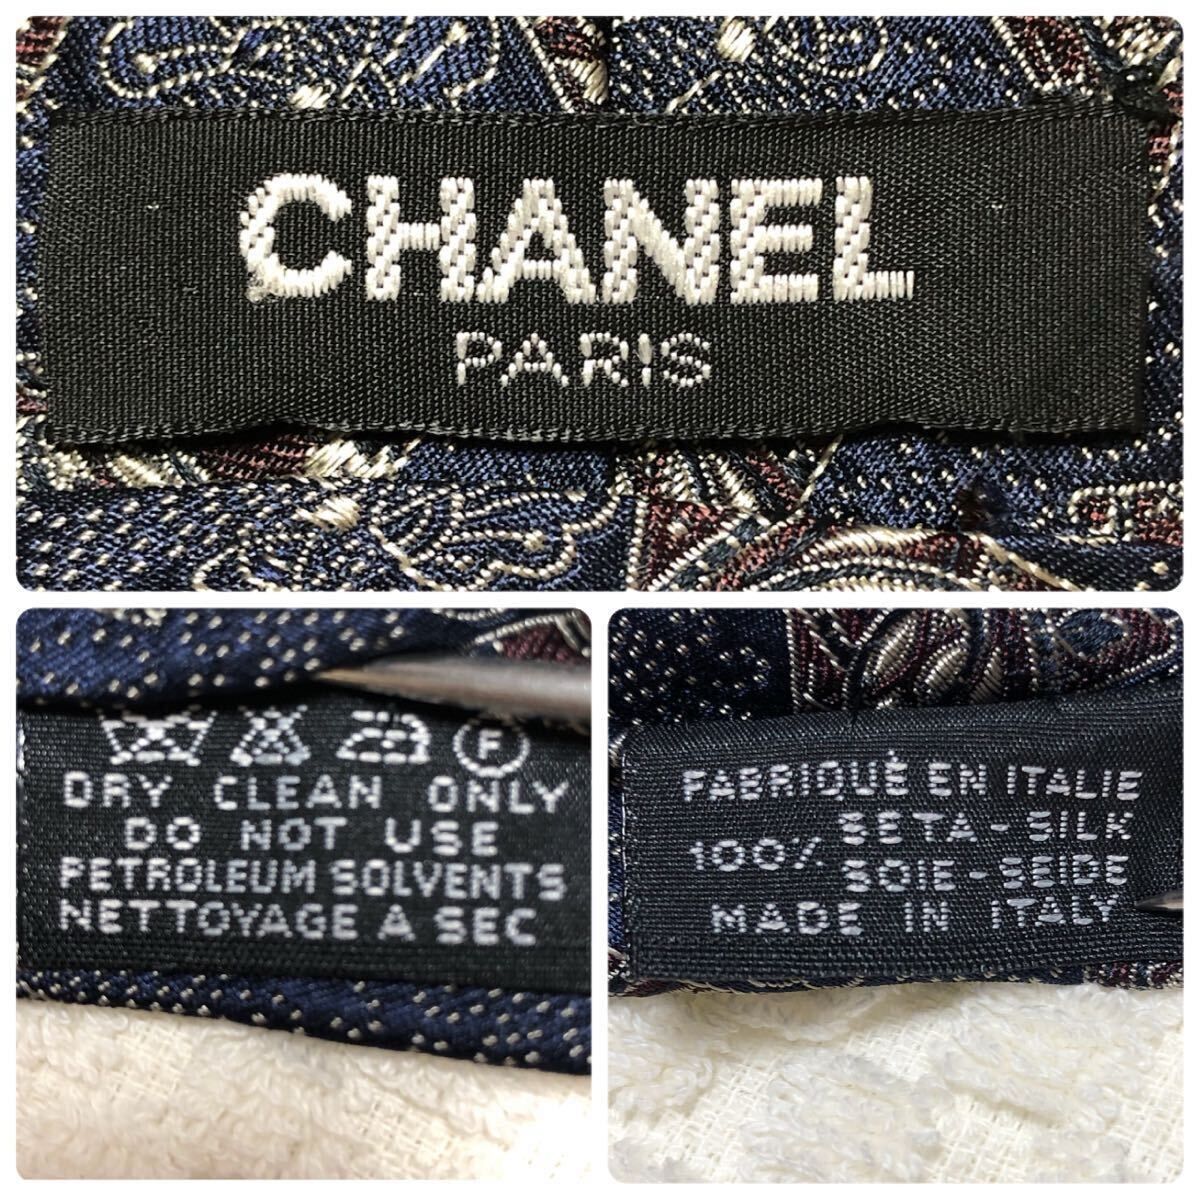 CHANEL
PARIS
F
DRY CLEAN ONLY
DO NOT USE
PETROLEUM SOLVENTS
NETTOYAGE A SEC
FABRIQUÉ EN ITALIE
100% SETA - SILK
SOIE - SEIDE
MADE IN ITALY